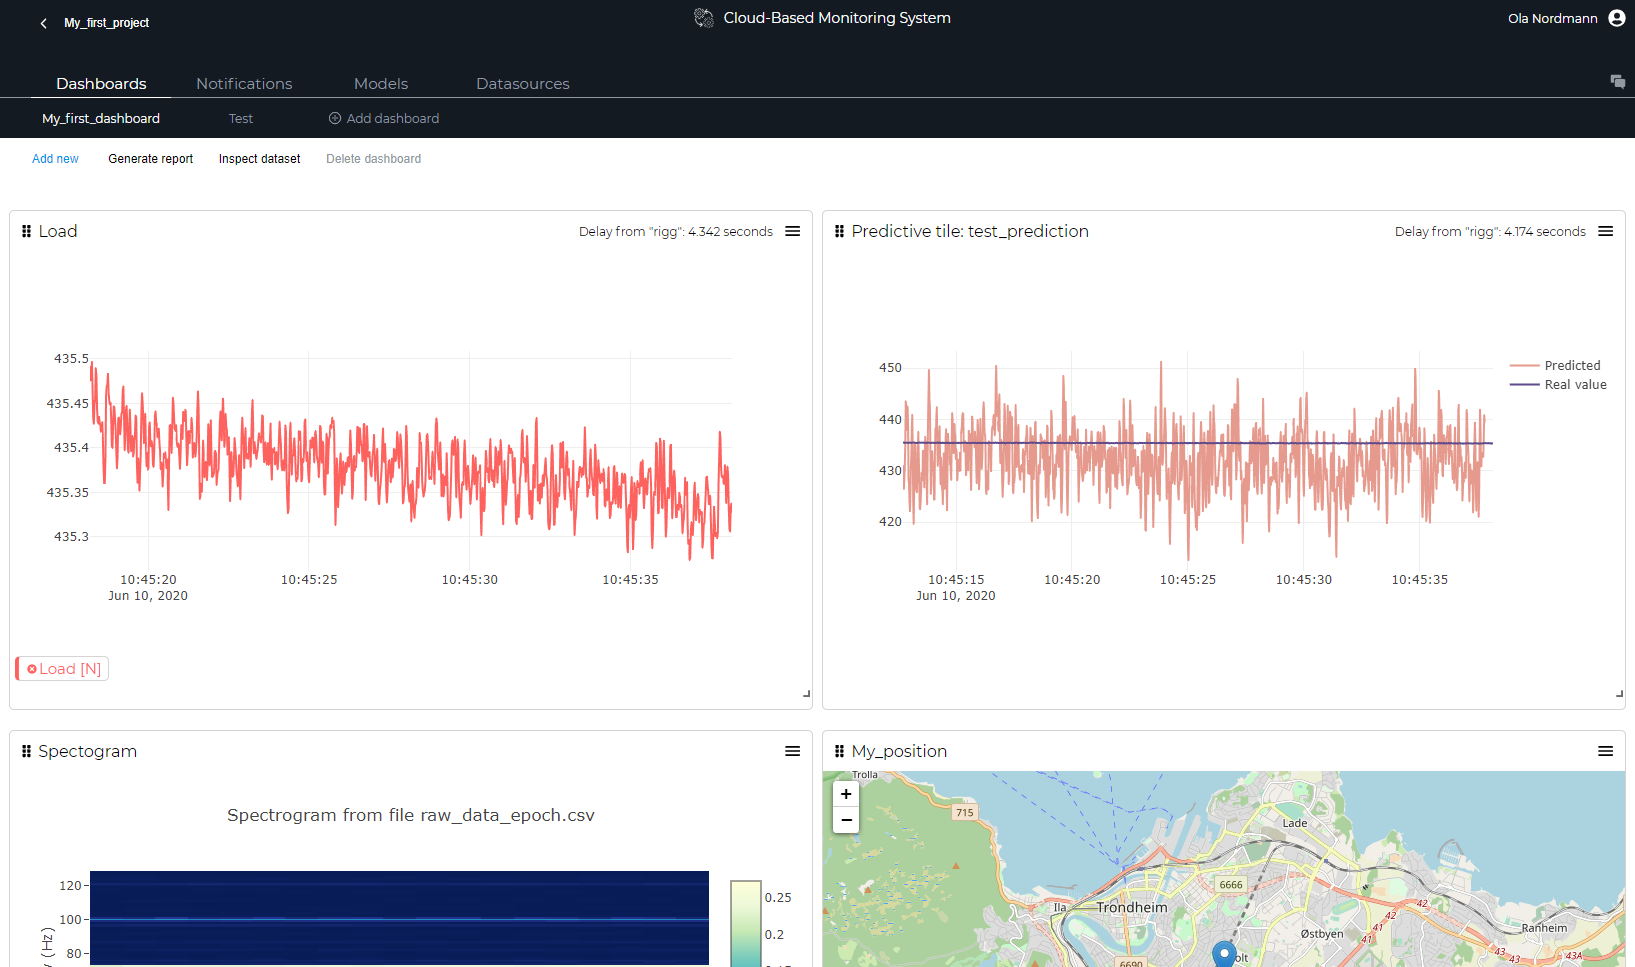 My_first_project
Cloud-Based Monitoring System
Ola Nordmann
Dashboards Notifications Models Datasources
My_first_dashboard Test Add dashboard
Add new Generate report Inspect dataset Delete dashboard
Load Delay from "rigg": 4.342 seconds
435.5
435.45
435.4
435.35
435.3
10:45:20 10:45:25 10:45:30 10:45:35
Jun 10, 2020
Load [N]
Predictive tile: test_prediction Delay from "rigg": 4.174 seconds
450
440
430
420
Predicted
Real value
10:45:15 10:45:20 10:45:25 10:45:30 10:45:35
Jun 10, 2020
Spectogram
Spectrogram from file raw_data_epoch.csv
120
100
80
(Hz)
0.25
0.2
My_position
+
−
Trolla
715
Lade
6666
Ila
Trondheim
42
42
41
41
Østbyen
Ranheim
43
43
43A
6690